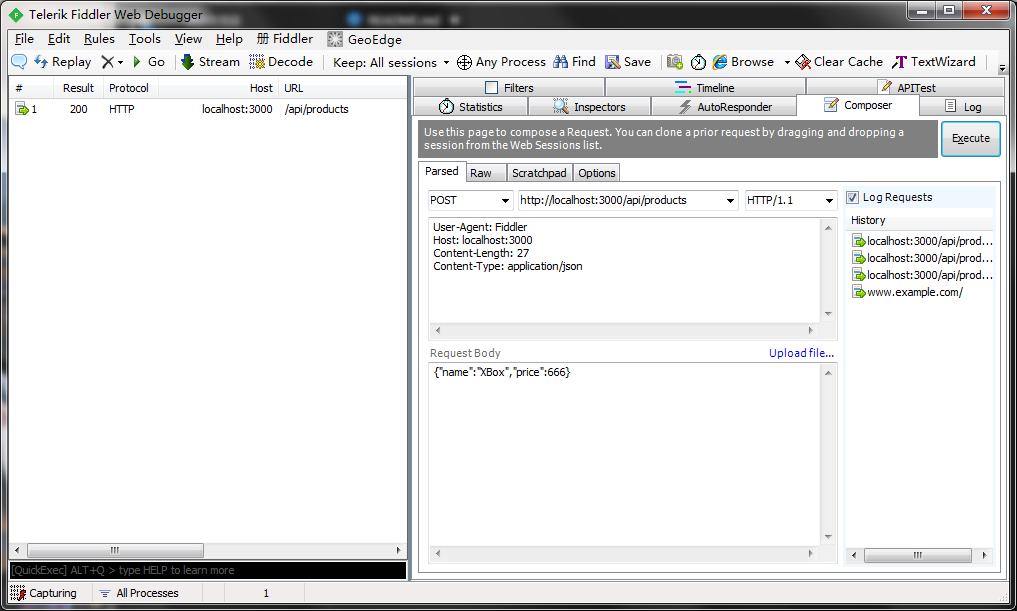 Telerik Fiddler Web Debugger
File Edit Rules Tools View Help 册 Fiddler GeoEdge
Replay Go Stream Decode Keep: All sessions Any Process Find Save Browse Clear Cache TextWizard
# Result Protocol Host URL
1 200 HTTP localhost:3000 /api/products
Filters Timeline APITest
Statistics Inspectors AutoResponder Composer Log
Use this page to compose a Request. You can clone a prior request by dragging and dropping a
session from the Web Sessions list.
Execute
Parsed Raw Scratchpad Options
POST http://localhost:3000/api/products HTTP/1.1
User-Agent: Fiddler
Host: localhost:3000
Content-Length: 27
Content-Type: application/json
Request Body Upload file...
{"name":"XBox","price":666}
Log Requests
History
localhost:3000/api/prod...
localhost:3000/api/prod...
localhost:3000/api/prod...
www.example.com/
[QuickExec] ALT+Q > type HELP to learn more
Capturing All Processes 1